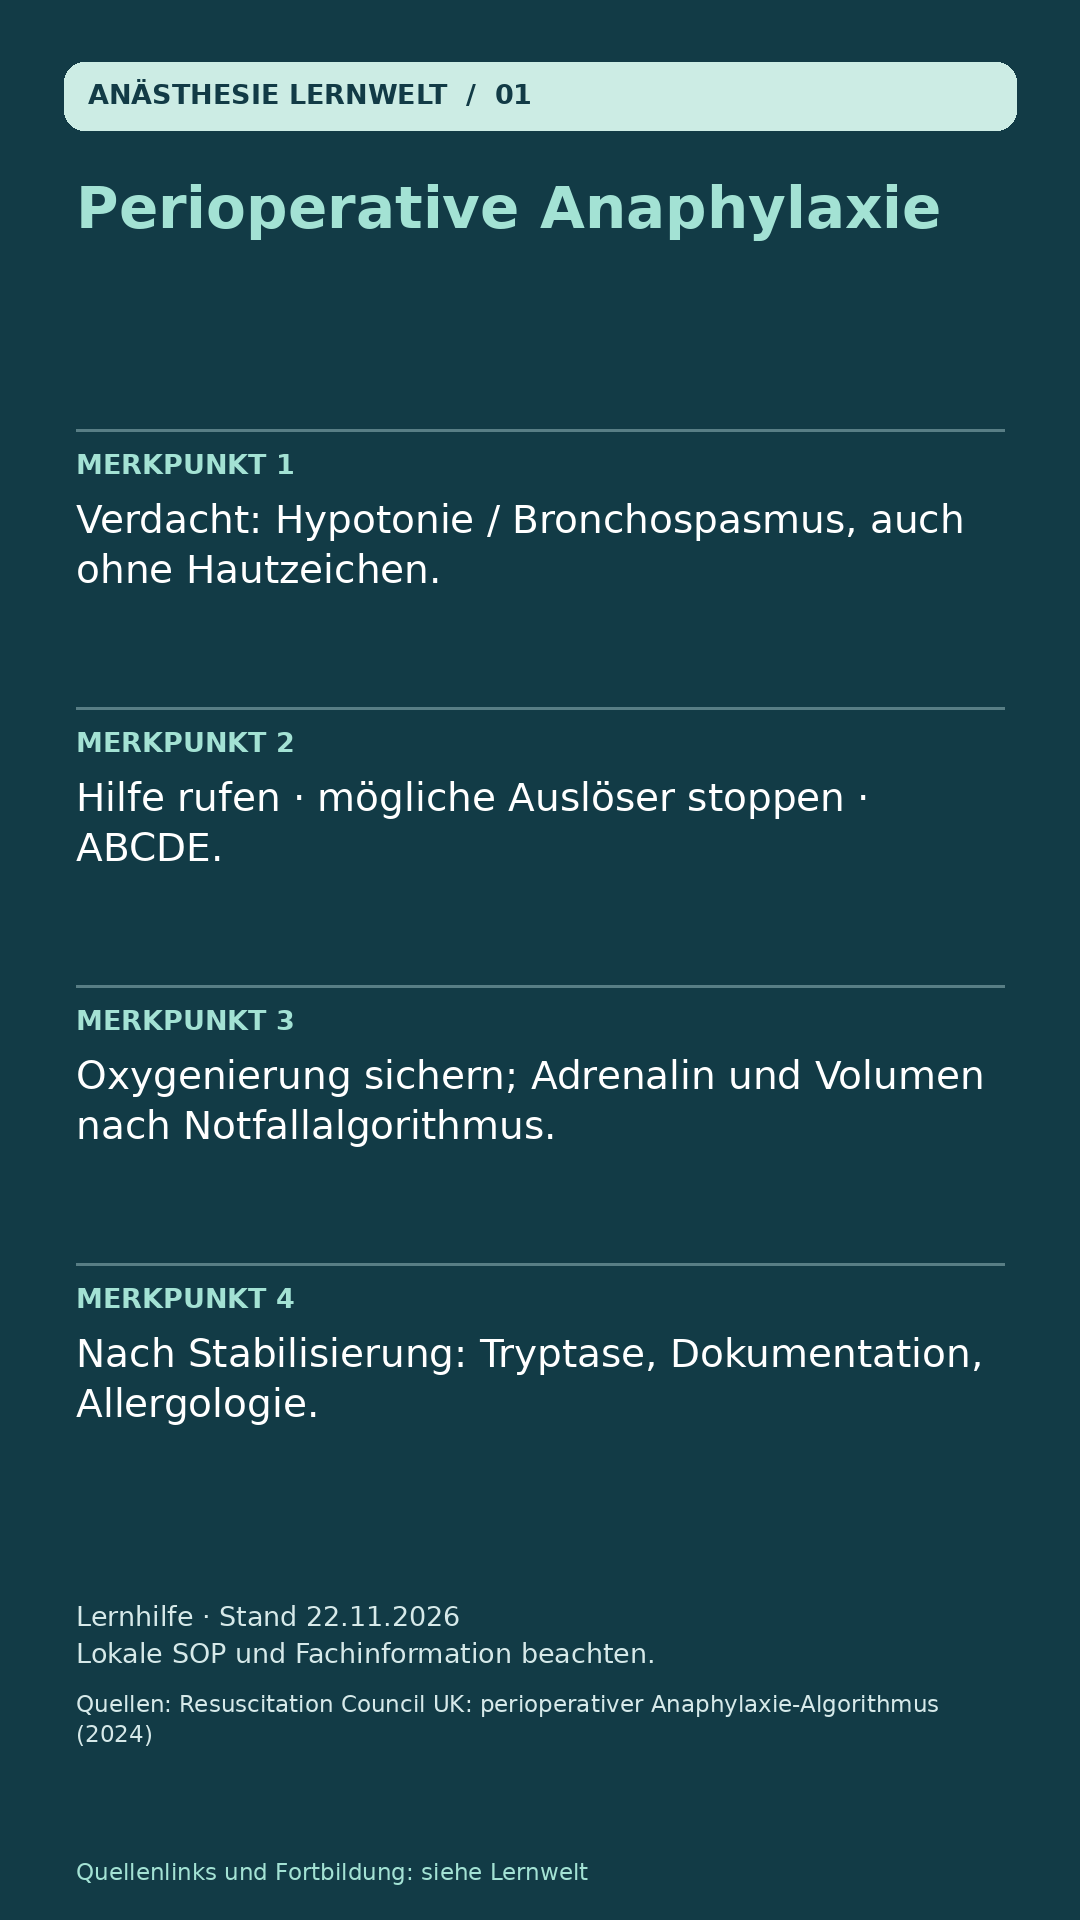 ANÄSTHESIE LERNWELT / 01
Perioperative Anaphylaxie
MERKPUNKT 1
Verdacht: Hypotonie / Bronchospasmus, auch
ohne Hautzeichen.
MERKPUNKT 2
Hilfe rufen · mögliche Auslöser stoppen ·
ABCDE.
MERKPUNKT 3
Oxygenierung sichern; Adrenalin und Volumen
nach Notfallalgorithmus.
MERKPUNKT 4
Nach Stabilisierung: Tryptase, Dokumentation,
Allergologie.
Lernhilfe · Stand 22.11.2026
Lokale SOP und Fachinformation beachten.
Quellen: Resuscitation Council UK: perioperativer Anaphylaxie-Algorithmus
(2024)
Quellenlinks und Fortbildung: siehe Lernwelt